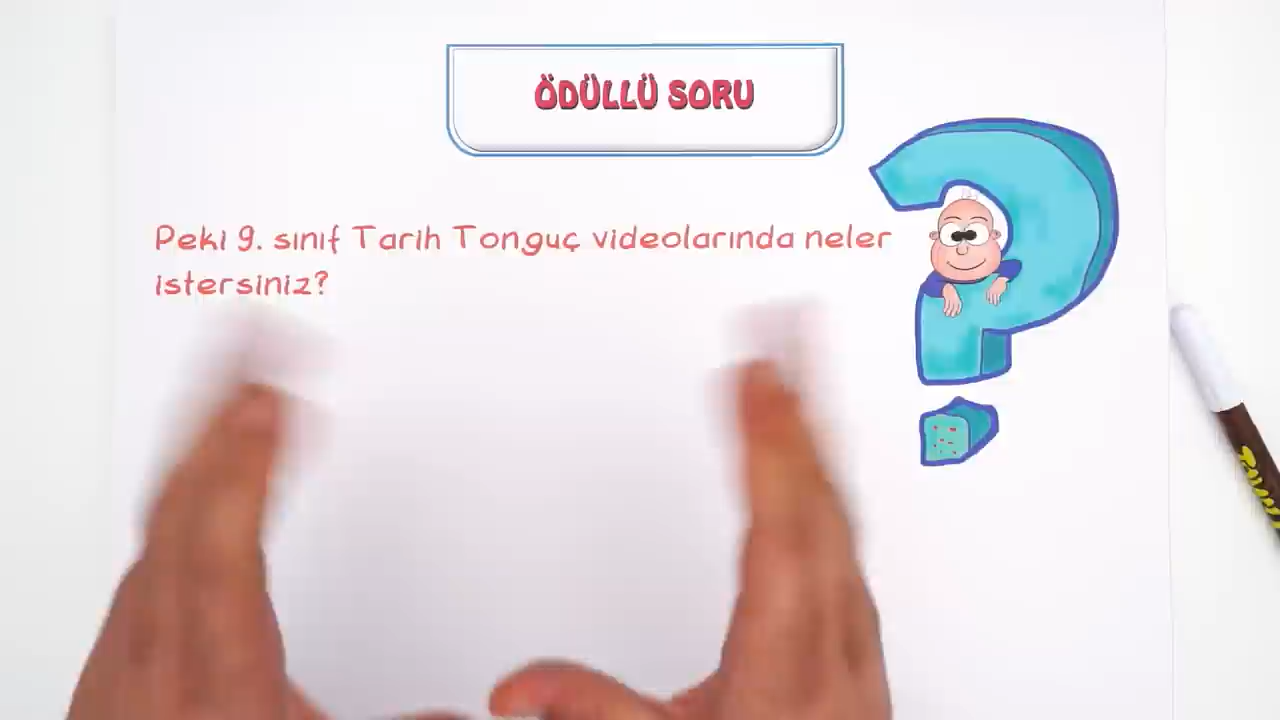 ÖDÜLLÜ SORU
Peki 9. sınıf Tarih Tonguç videolarında neler
istersiniz?